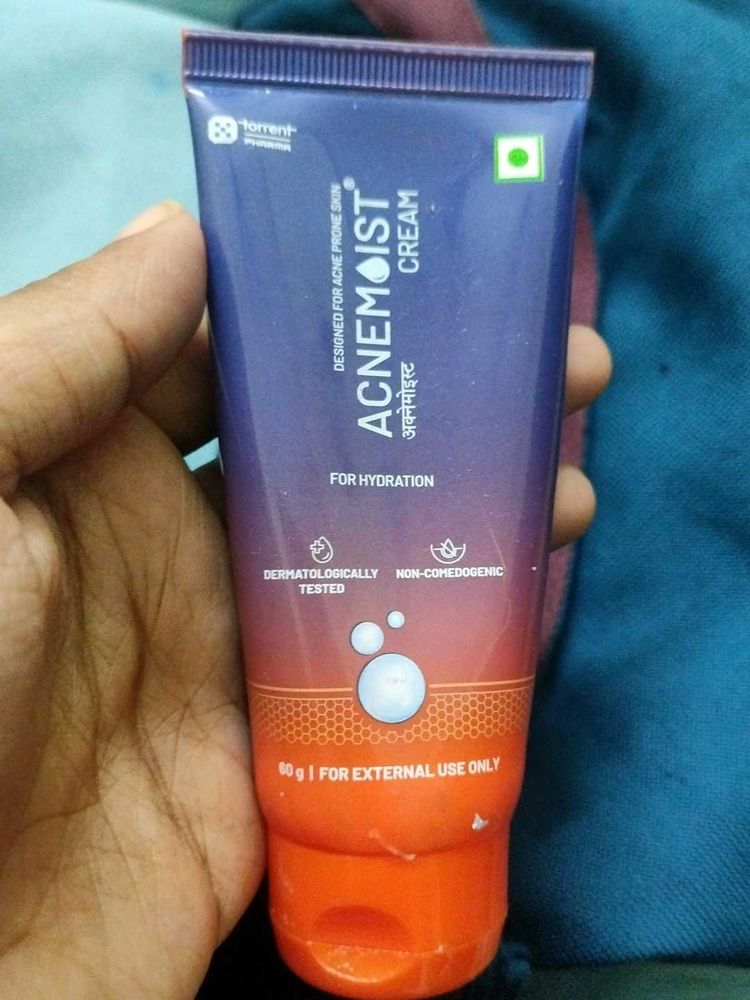 torrent
PHARMA
DESIGNED FOR ACNE PRONE SKIN
ACNEMOIST®
CREAM
अक्नेमोइस्ट
FOR HYDRATION
DERMATOLOGICALLY
TESTED
NON-COMEDOGENIC
60 g | FOR EXTERNAL USE ONLY